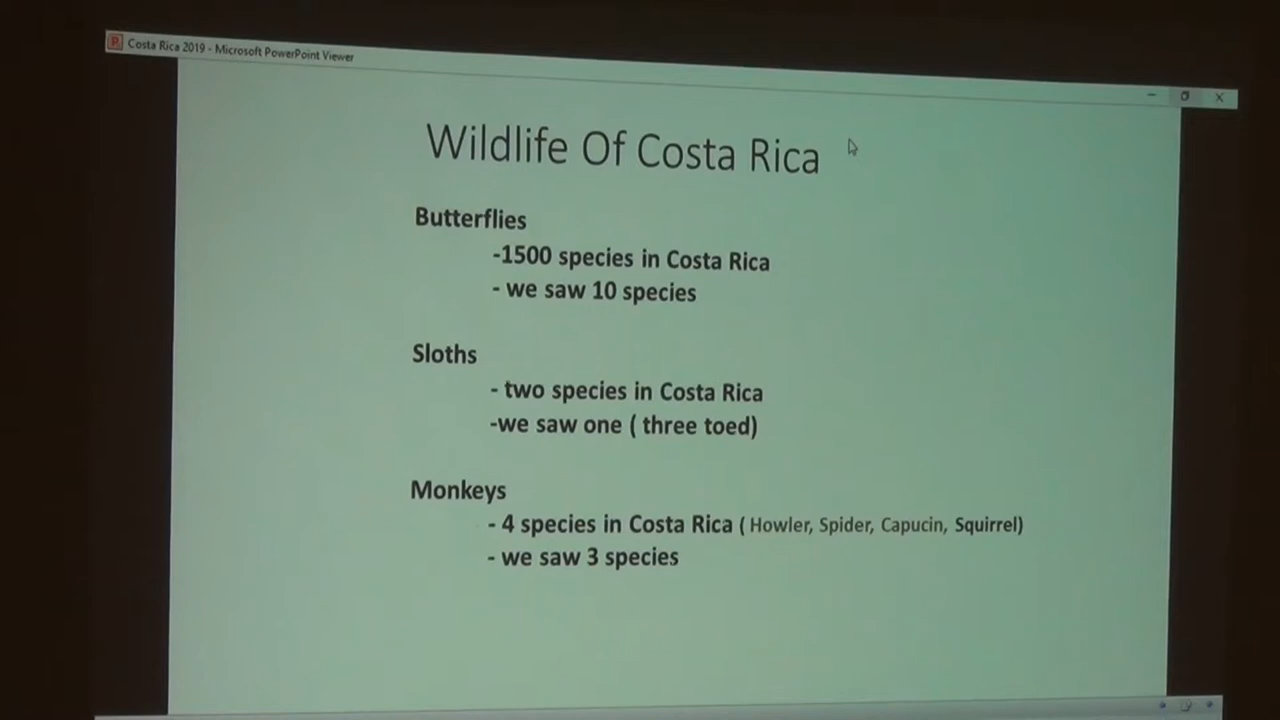 Costa Rica 2019 - Microsoft PowerPoint Viewer
Wildlife Of Costa Rica
Butterflies
-1500 species in Costa Rica
- we saw 10 species
Sloths
- two species in Costa Rica
-we saw one ( three toed)
Monkeys
- 4 species in Costa Rica ( Howler, Spider, Capucin, Squirrel)
- we saw 3 species